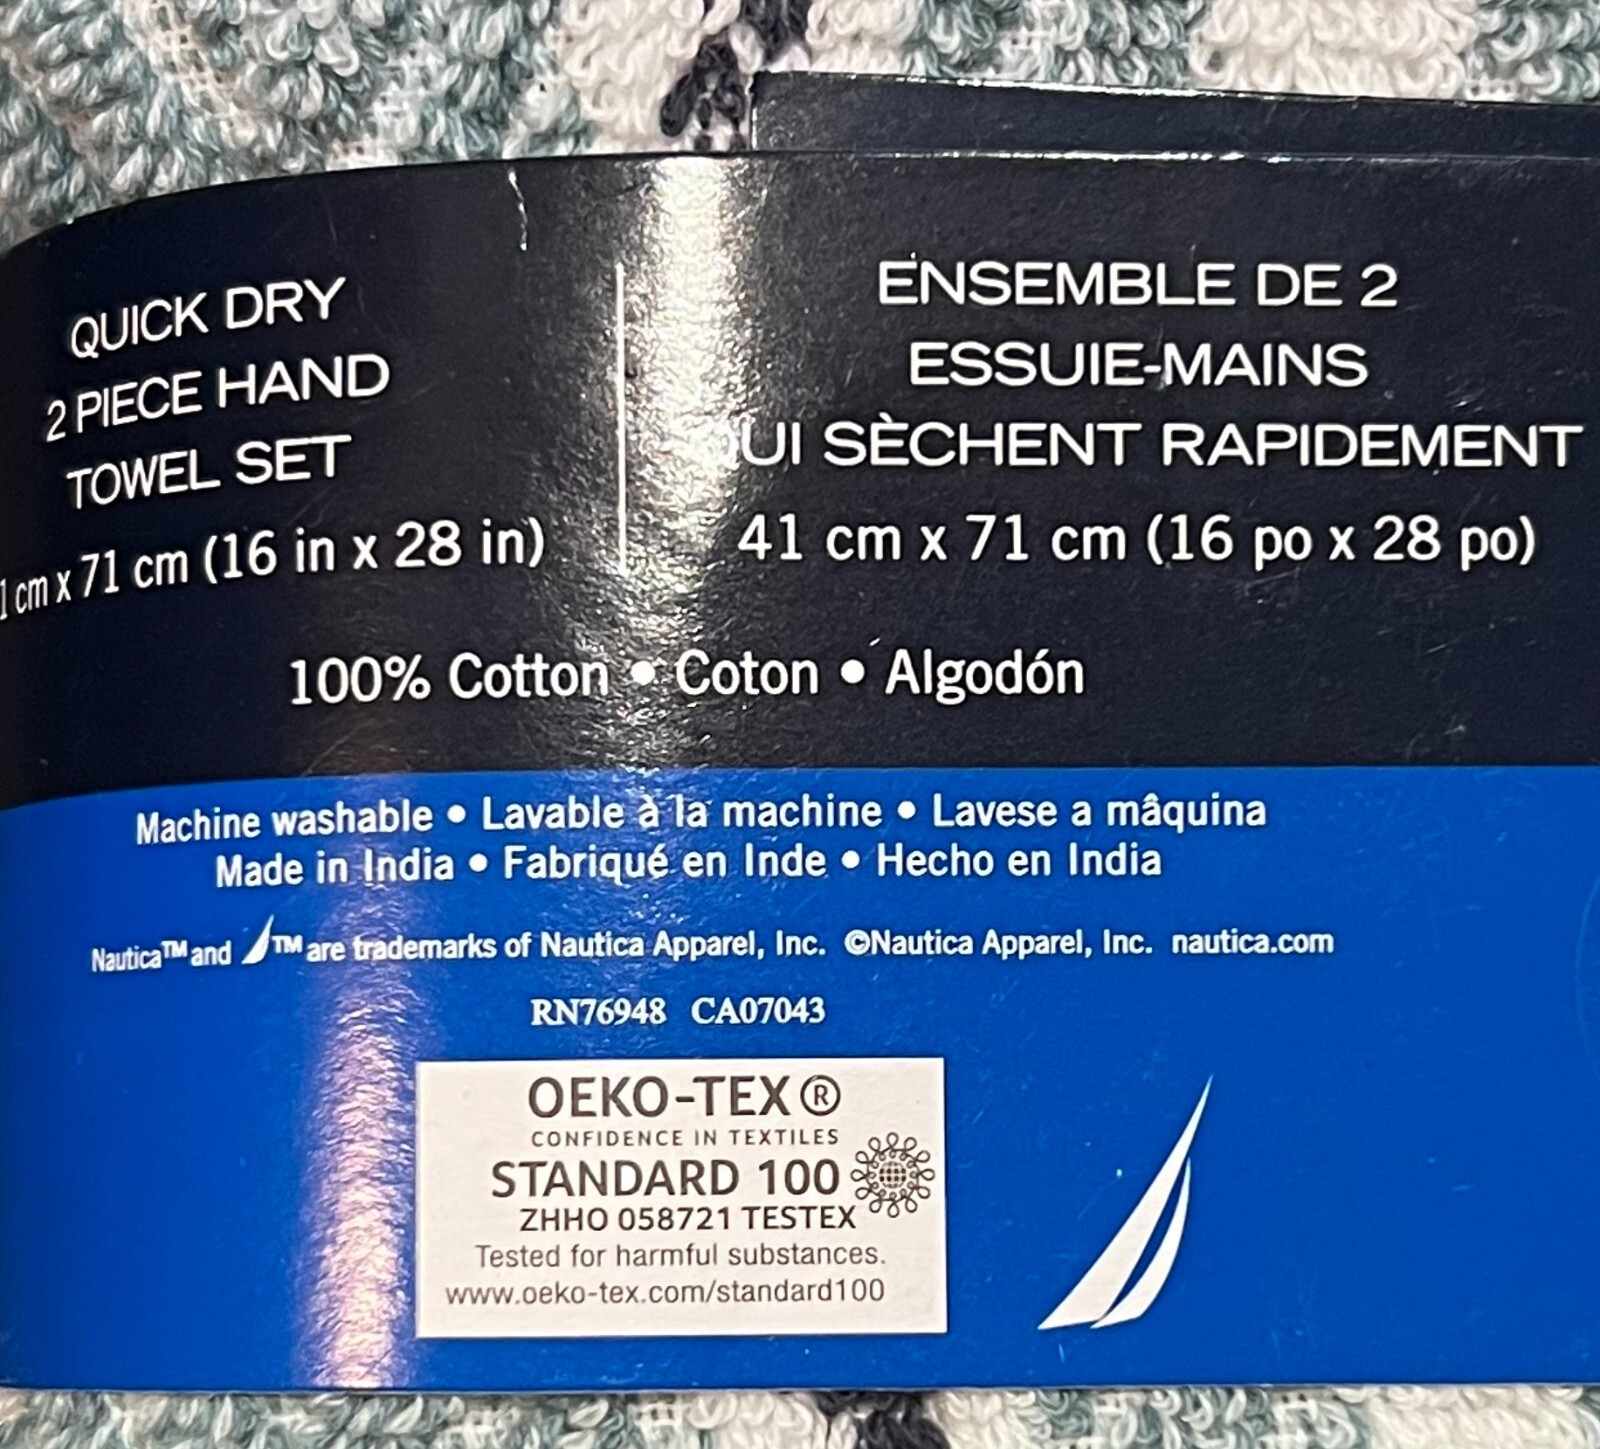 QUICK DRY
2 PIECE HAND
TOWEL SET
cm x 71 cm (16 in x 28 in)
ENSEMBLE DE 2
ESSUIE-MAINS
UI SÈCHENT RAPIDEMENT
41 cm x 71 cm (16 po x 28 po)
100% Cotton • Coton • Algodón
Machine washable • Lavable à la machine • Lavese a mâquina
Made in India • Fabriqué en Inde • Hecho en India
Nautica™ and ™ are trademarks of Nautica Apparel, Inc. ©Nautica Apparel, Inc. nautica.com
RN76948 CA07043
OEKO-TEX®
CONFIDENCE IN TEXTILES
STANDARD 100
ZHHO 058721 TESTEX
Tested for harmful substances.
www.oeko-tex.com/standard100